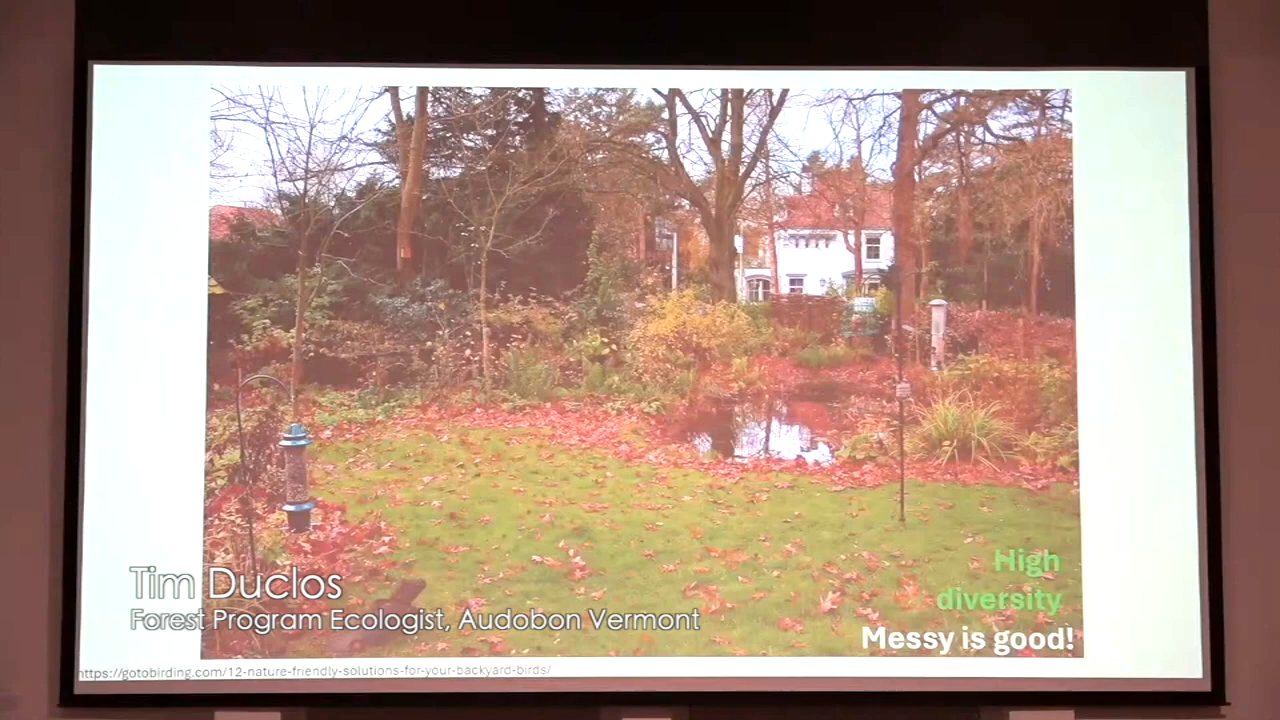 High
diversity
Tim Duclos
Forest Program Ecologist, Audobon Vermont
Messy is good!
https://gotobirding.com/12-nature-friendly-solutions-for-your-backyard-birds/